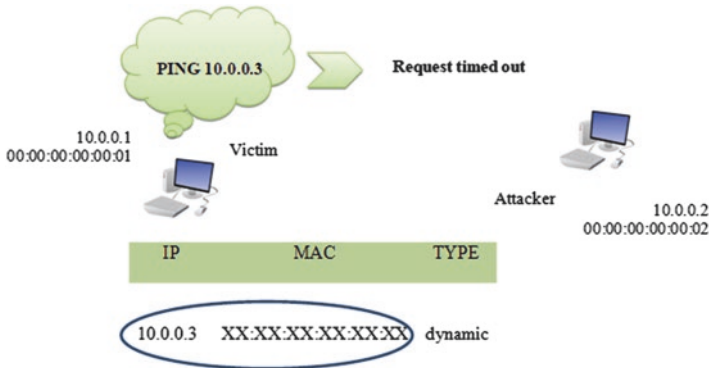 PING 10.0.0.3
Request timed out
10.0.0.1
00:00:00:00:00:01
Victim
Attacker
10.0.0.2
00:00:00:00:00:02
IP MAC TYPE
10.0.0.3 XX:XX:XX:XX:XX:XX dynamic